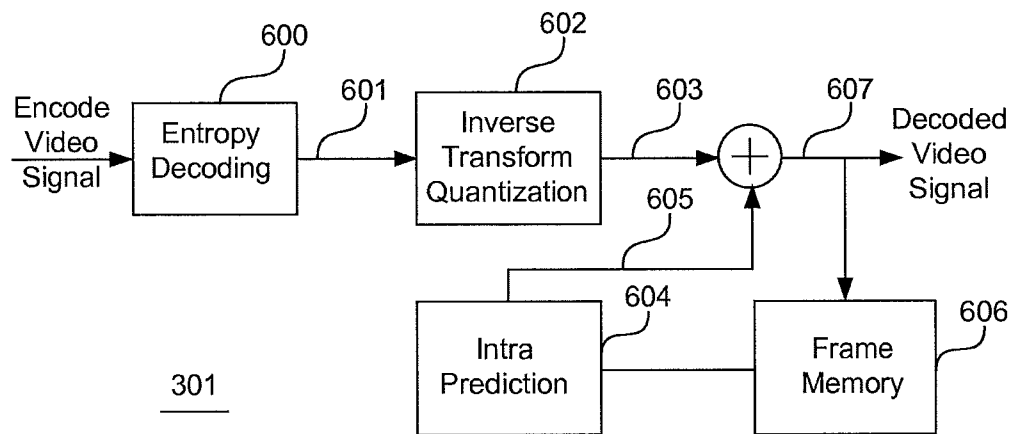 600
602
601
603
607
Encode
Video
Signal
Entropy
Decoding
Inverse
Transform
Quantization
Decoded
Video
Signal
605
604
606
Intra
Prediction
Frame
Memory
301